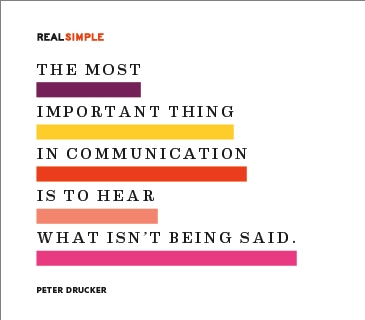 REALSIMPLE
THE MOST
IMPORTANT THING
IN COMMUNICATION
IS TO HEAR
WHAT ISN'T BEING SAID.
PETER DRUCKER